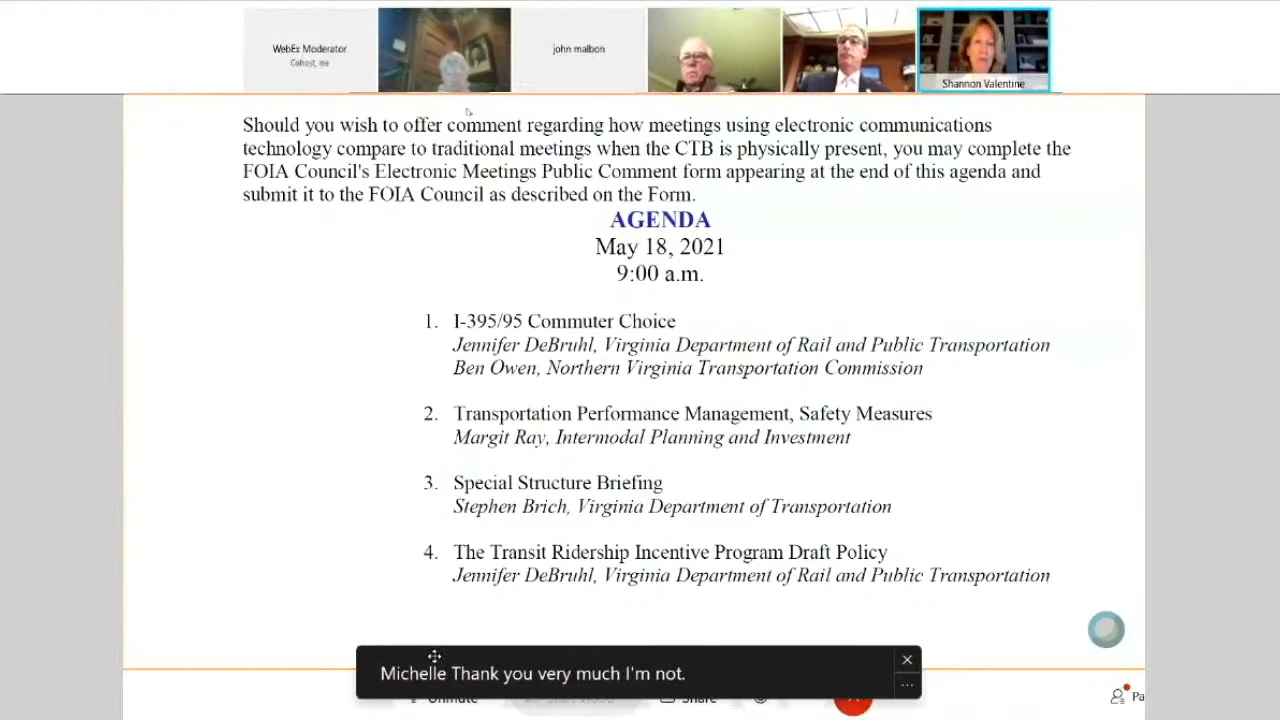 WebEx Moderator
Cohost, me
john malbon
Shannon Valentine
Should you wish to offer comment regarding how meetings using electronic communications
technology compare to traditional meetings when the CTB is physically present, you may complete the
FOIA Council's Electronic Meetings Public Comment form appearing at the end of this agenda and
submit it to the FOIA Council as described on the Form.
AGENDA
May 18, 2021
9:00 a.m.
1. I-395/95 Commuter Choice
Jennifer DeBruhl, Virginia Department of Rail and Public Transportation
Ben Owen, Northern Virginia Transportation Commission
2. Transportation Performance Management, Safety Measures
Margit Ray, Intermodal Planning and Investment
3. Special Structure Briefing
Stephen Brich, Virginia Department of Transportation
4. The Transit Ridership Incentive Program Draft Policy
Jennifer DeBruhl, Virginia Department of Rail and Public Transportation
Michelle Thank you very much I'm not.
Unmute
Share
Pa